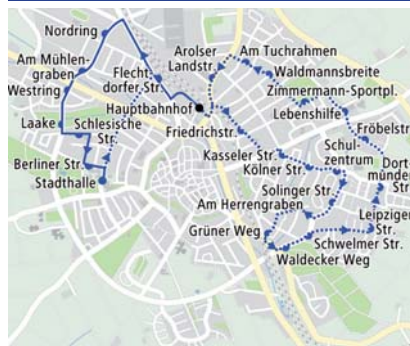 Nordring
Arolser
Landstr.
Am Tuchrahmen
Am Mühlen-
graben
Flecht-
dorfer Str.
Waldmannsbreite
Westring
Zimmermann-Sportpl.
Hauptbahnhof
Lebenshilfe
Laake
Schlesische
Str.
Friedrichstr.
Fröbelstr.
Schul-
zentrum
Kasseler Str.
Berliner Str.
Kölner Str.
Dort-
munder
Str.
Stadthalle
Solinger Str.
Am Herrengraben
Leipziger
Str.
Grüner Weg
Schwelmer Str.
Waldecker Weg